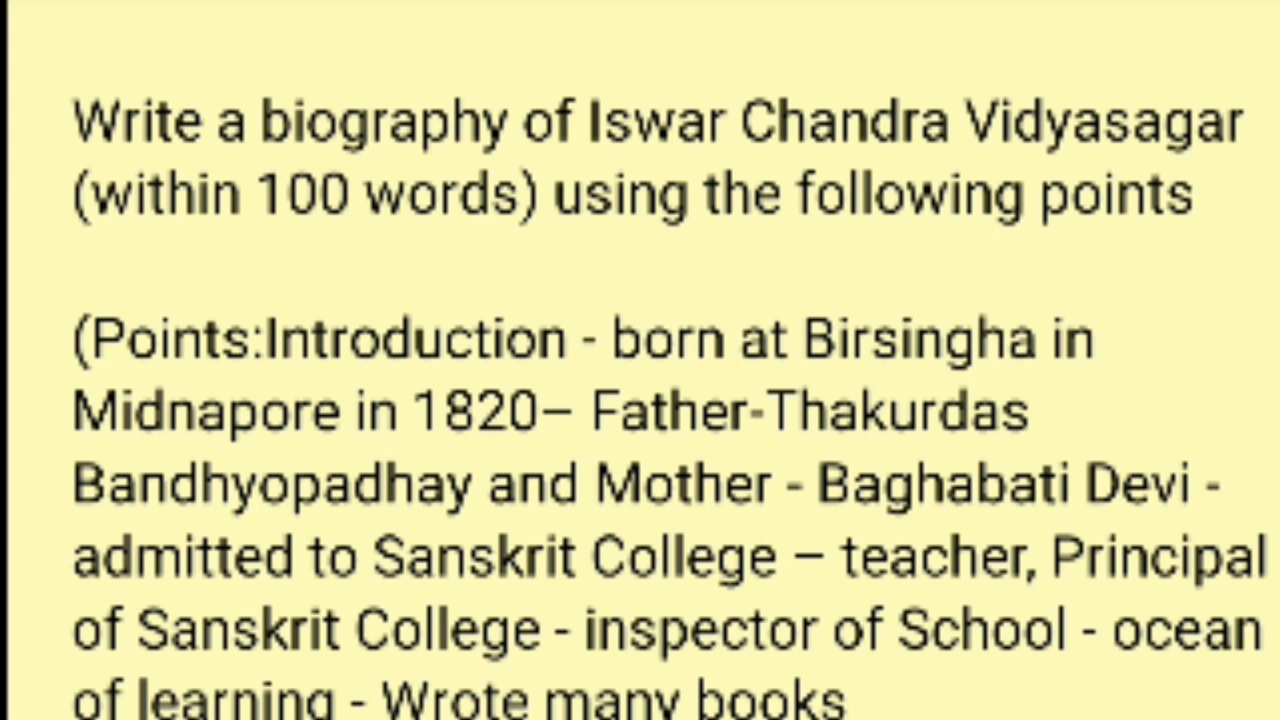 Write a biography of Iswar Chandra Vidyasagar
(within 100 words) using the following points
(Points:Introduction - born at Birsingha in
Midnapore in 1820– Father-Thakurdas
Bandhyopadhay and Mother - Baghabati Devi -
admitted to Sanskrit College – teacher, Principal
of Sanskrit College - inspector of School - ocean
of learning - Wrote many books